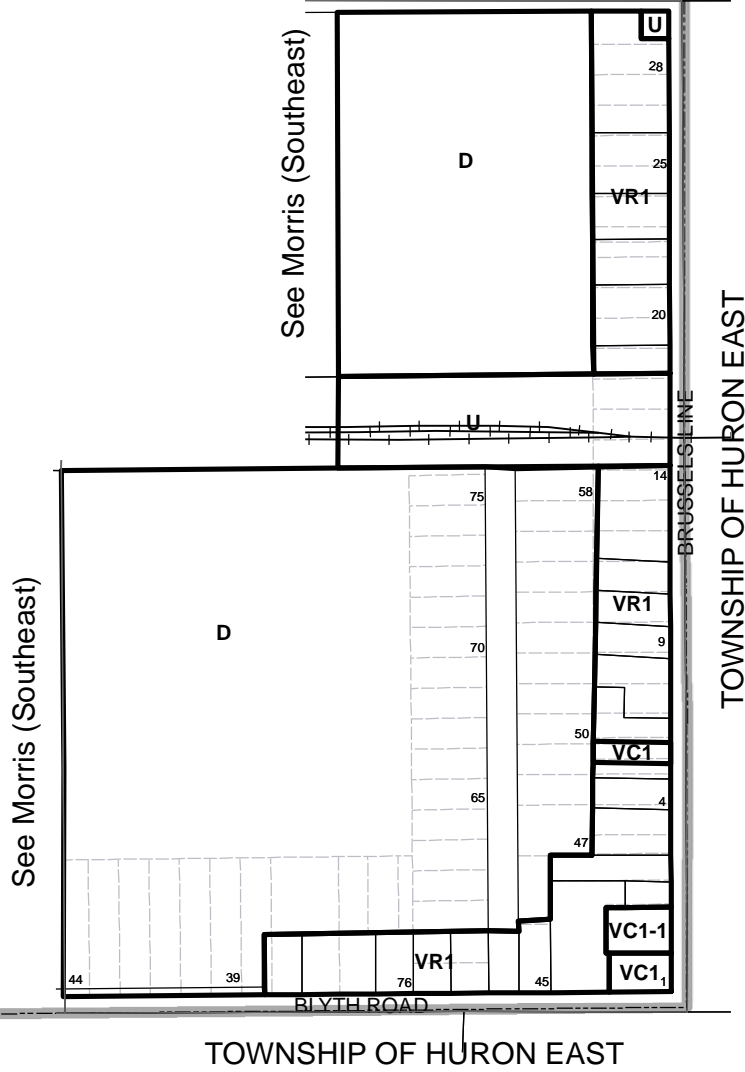 U
28
See Morris (Southeast)
D
25
VR1
20
U
BRUSSELS LINE
TOWNSHIP OF HURON EAST
14
75
58
VR1
See Morris (Southeast)
D
9
70
50
VC1
65
4
47
VC1-1
VR1
VC1
1
44
39
76
45
BLYTH ROAD
TOWNSHIP OF HURON EAST